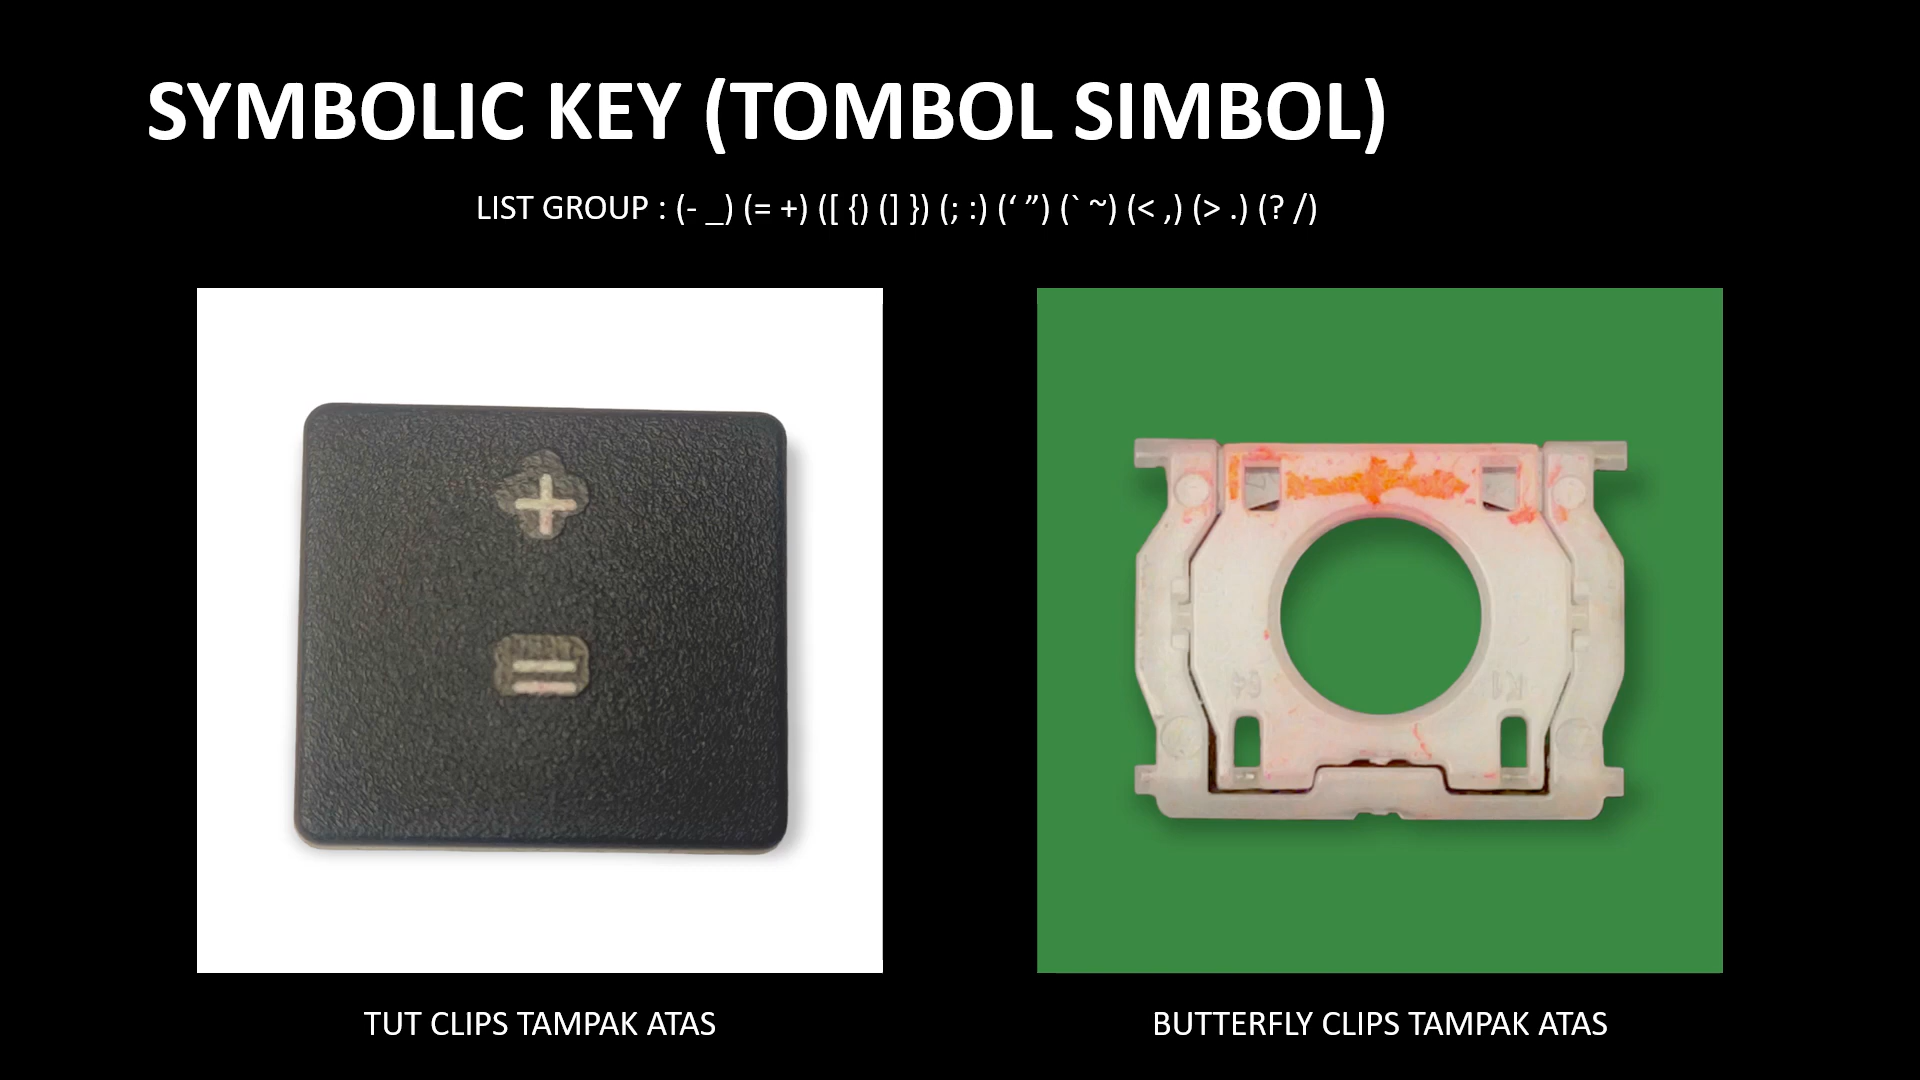 SYMBOLIC KEY (TOMBOL SIMBOL)
LIST GROUP : (- _) (= +) ([ {) (] }) (; :) (‘ ”) (` ~) (< ,) (> .) (? /)
+
=
TUT CLIPS TAMPAK ATAS
BUTTERFLY CLIPS TAMPAK ATAS